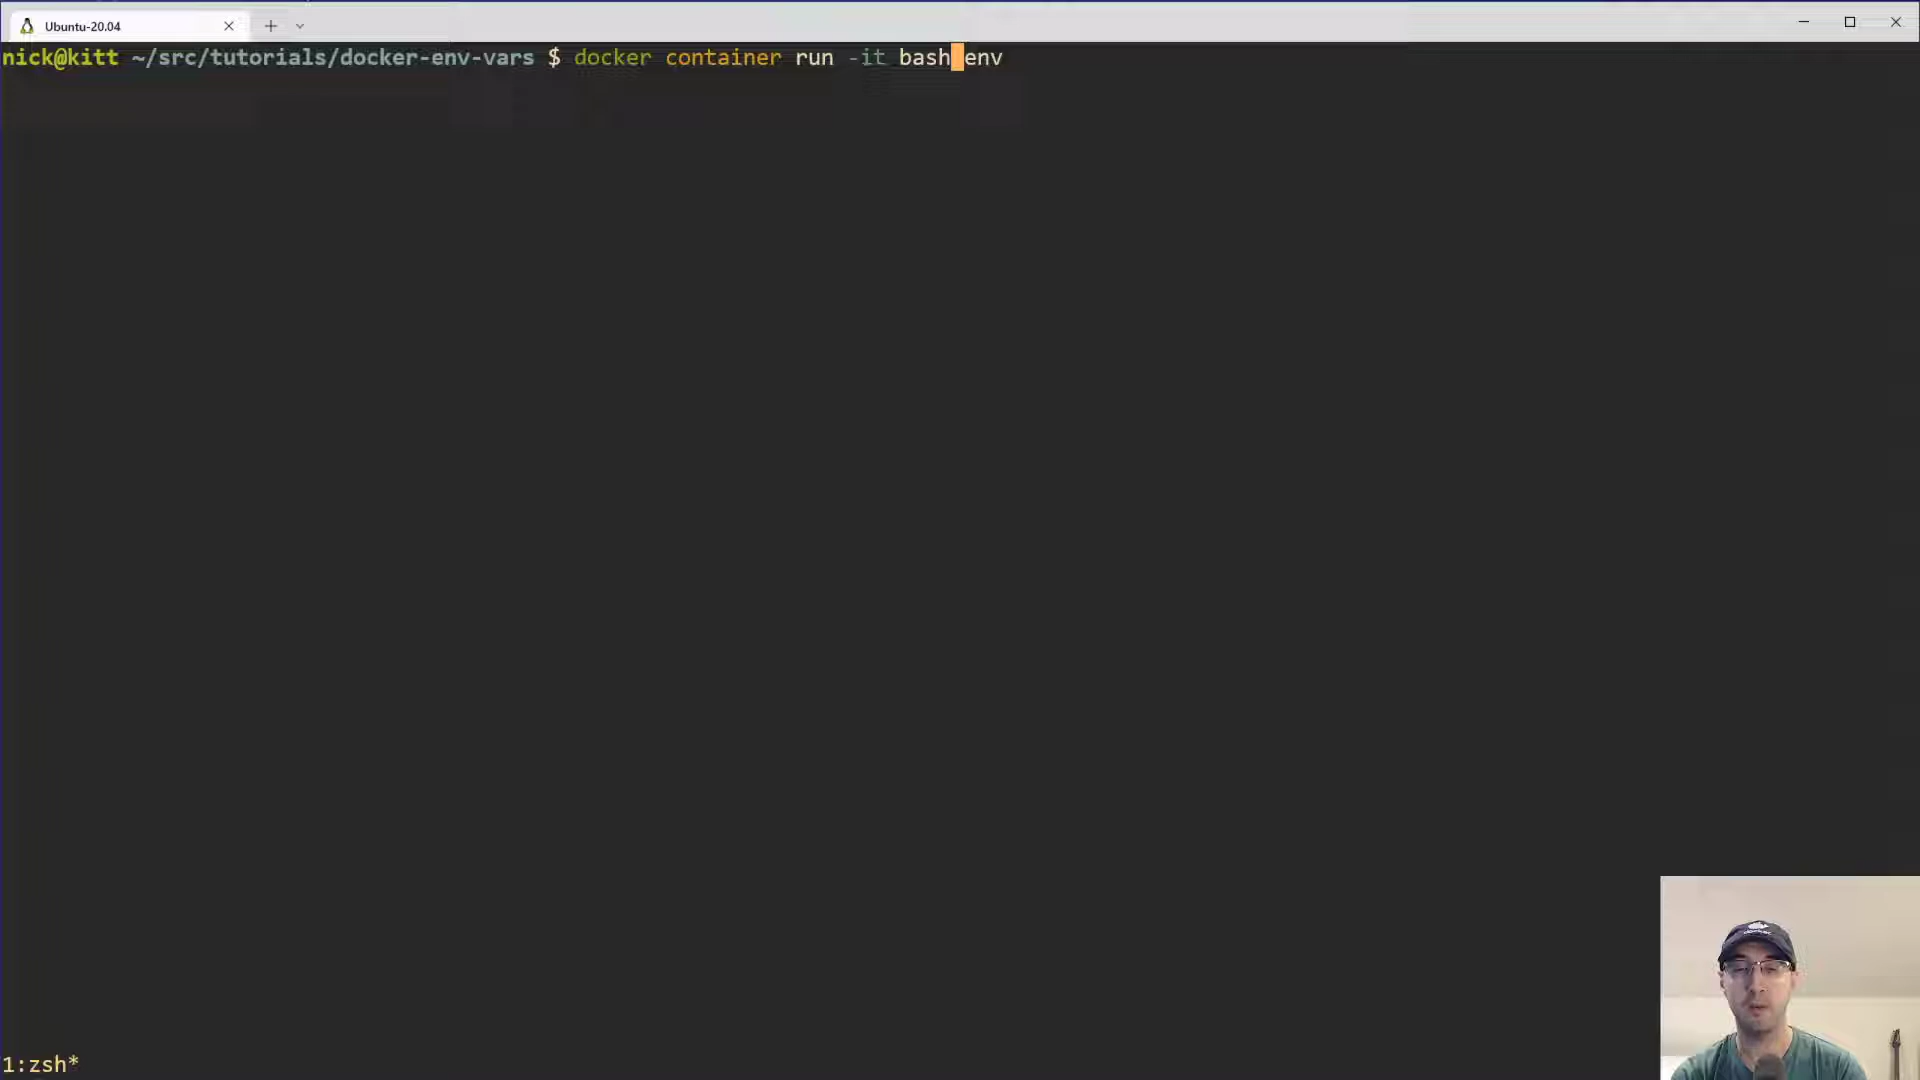 Ubuntu-20.04
nick@kitt ~/src/tutorials/docker-env-vars $ docker container run -it bash env
1:zsh*